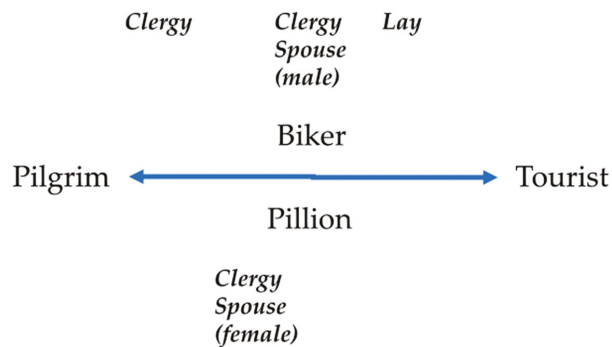 Clergy
Clergy
Spouse
(male)
Lay
Biker
Pilgrim
Tourist
Pillion
Clergy
Spouse
(female)